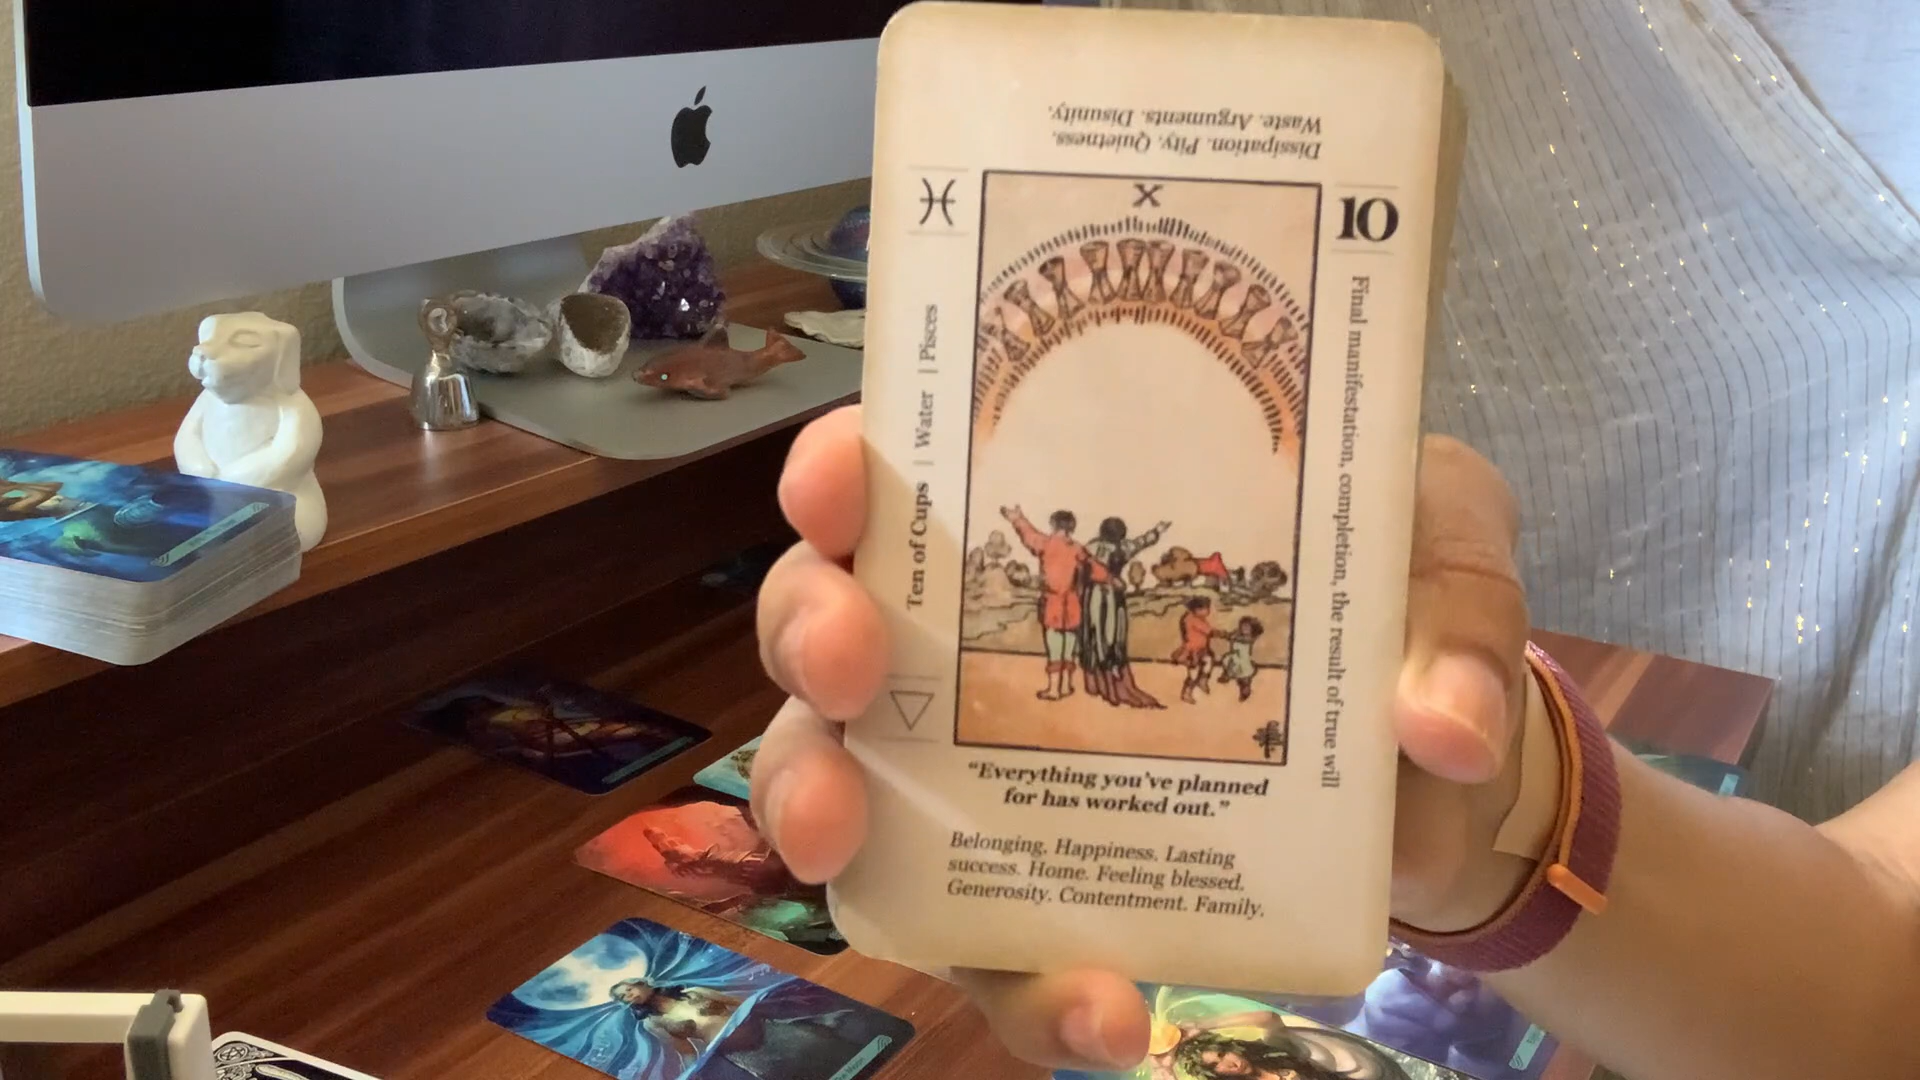 Dissipation. Pity. Quietness.
Waste. Arguments. Disunity.
X
10
Ten of Cups | Water | Pisces
Final manifestation, completion, the result of true will
“Everything you’ve planned
for has worked out.”
Belonging. Happiness. Lasting
success. Home. Feeling blessed.
Generosity. Contentment. Family.